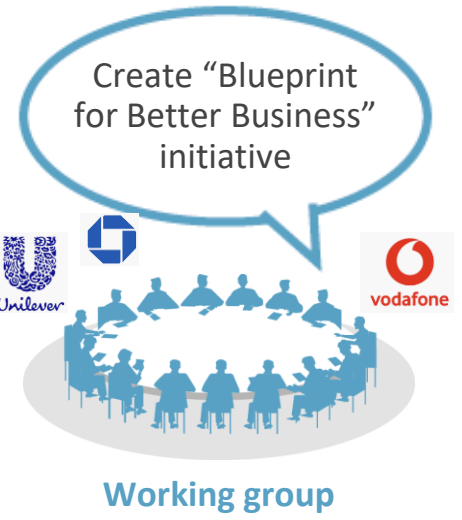 Create “Blueprint
for Better Business”
initiative
Unilever
vodafone
Working group